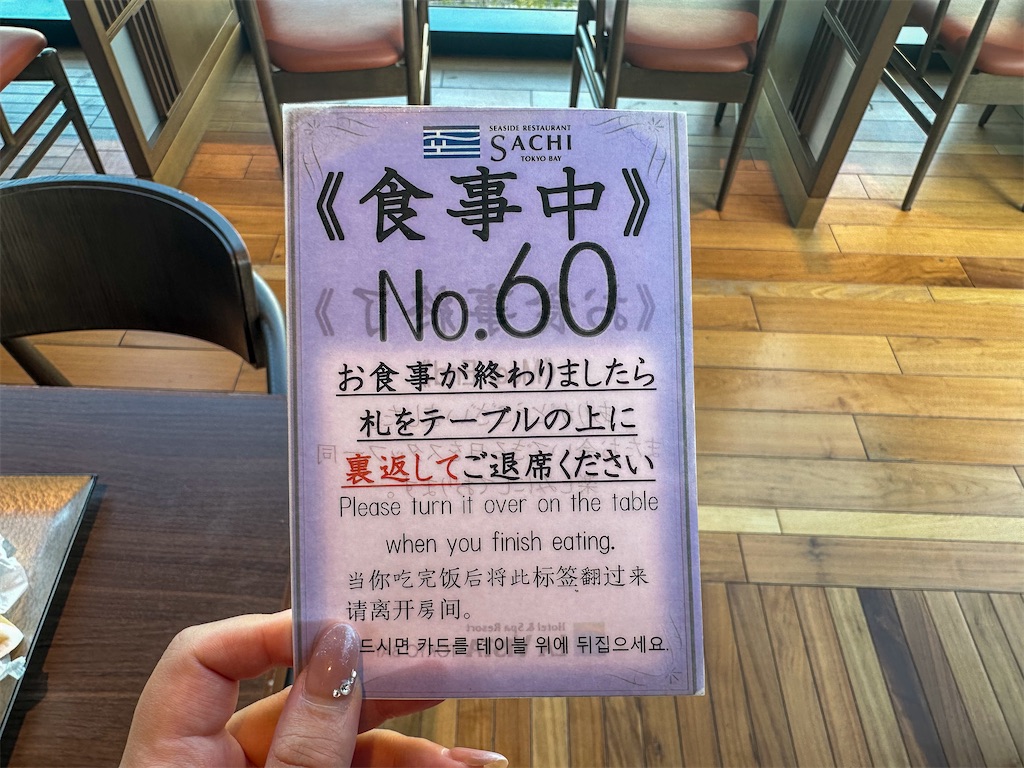 SEASIDE RESTAURANT
SACHI
TOKYO BAY
《食事中》
No.60
お食事が終わりましたら
札をテーブルの上に
裏返してご退席ください
Please turn it over on the table
when you finish eating.
当你吃完饭后将此标签翻过来
请离开房间。
드시면 카드를 테이블 위에 뒤집으세요.